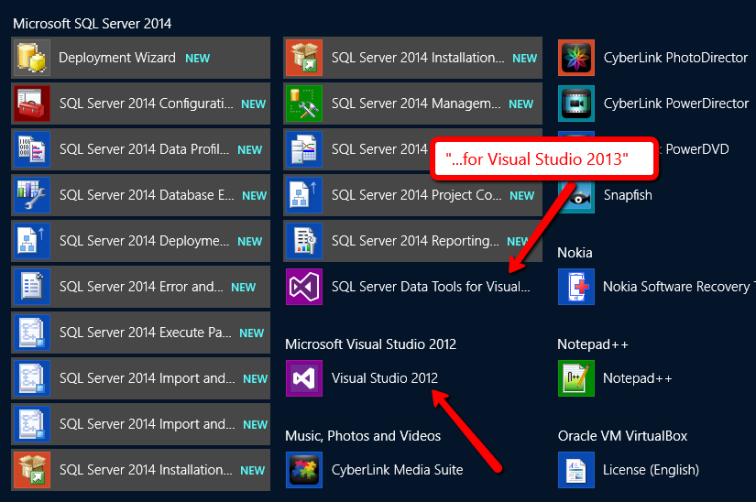 Microsoft SQL Server 2014
Deployment Wizard NEW
SQL Server 2014 Configurati... NEW
SQL Server 2014 Data Profil... NEW
SQL Server 2014 Database E... NEW
SQL Server 2014 Deployme... NEW
SQL Server 2014 Error and... NEW
SQL Server 2014 Execute Pa... NEW
SQL Server 2014 Import and... NEW
SQL Server 2014 Import and... NEW
SQL Server 2014 Installation... NEW
SQL Server 2014 Installation... NEW
SQL Server 2014 Managem... NEW
SQL Server 2014
"...for Visual Studio 2013"
SQL Server 2014 Project Co... NEW
SQL Server 2014 Reporting... NEW
SQL Server Data Tools for Visual...
Microsoft Visual Studio 2012
Visual Studio 2012
Music, Photos and Videos
CyberLink Media Suite
CyberLink PhotoDirector
CyberLink PowerDirector
PowerDVD
Snapfish
Nokia
Nokia Software Recovery
Notepad++
Notepad++
Oracle VM VirtualBox
License (English)